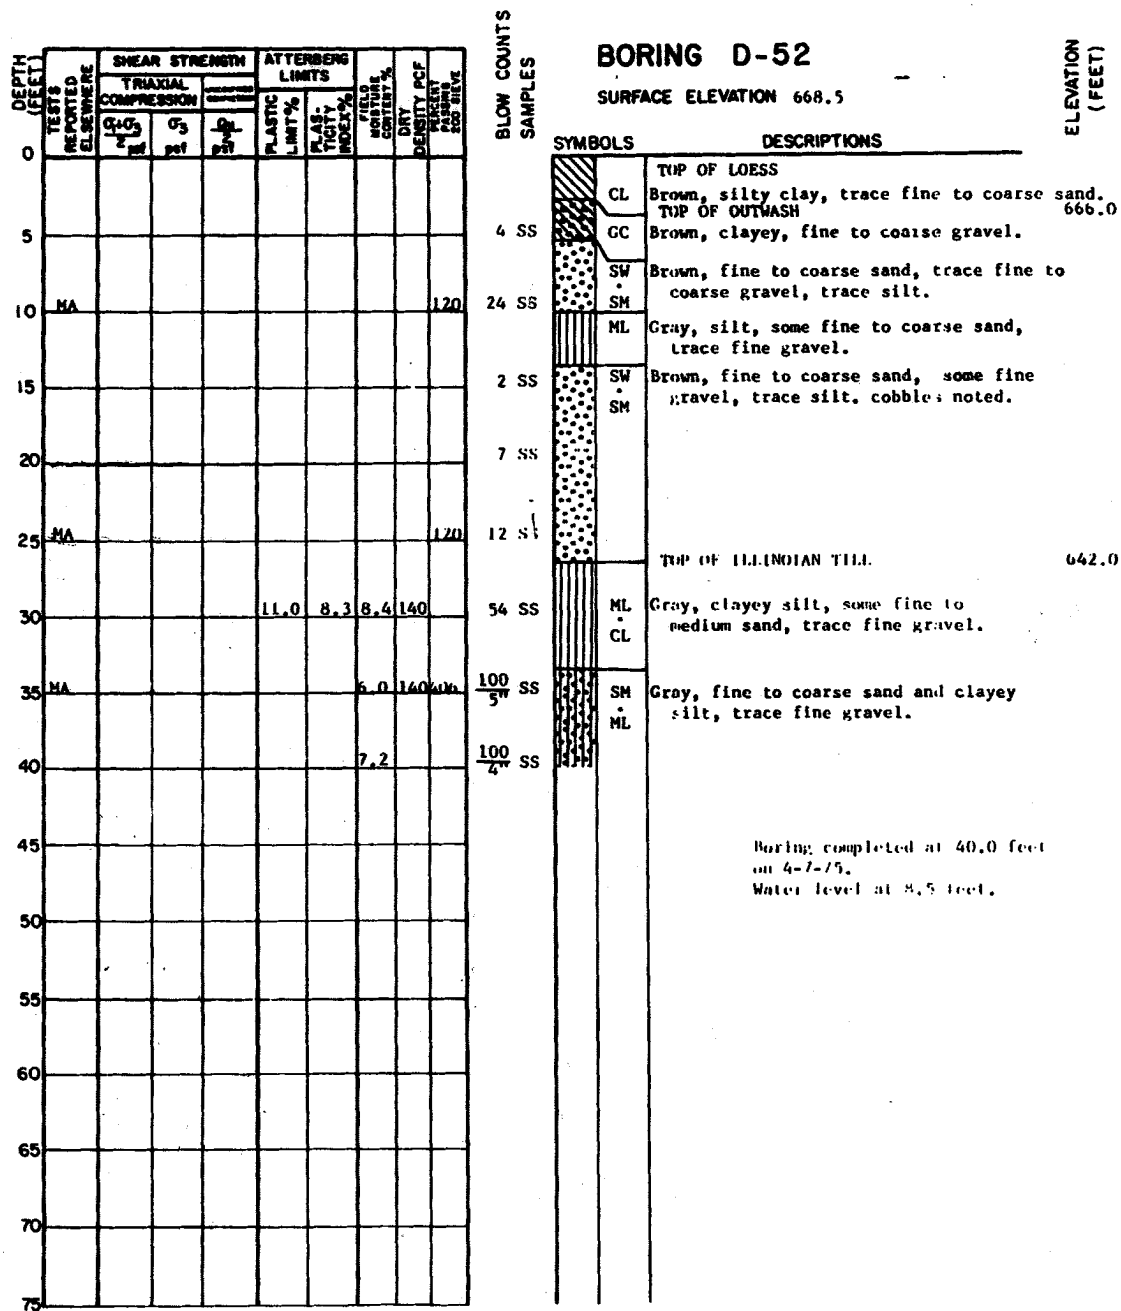 BORING D-52
SURFACE ELEVATION 668.5
DEPTH (FEET)
TESTS REPORTED ELSEWHERE
SHEAR STRENGTH
TRIAXIAL COMPRESSION
σ3 psf
ATTERBERG LIMITS
PLASTIC LIMIT %
PLAS-TICITY INDEX %
FIELD MOISTURE CONTENT %
DRY DENSITY PCF
PERCENT PASSING 200 SIEVE
BLOW COUNTS
SAMPLES
SYMBOLS
DESCRIPTIONS
ELEVATION (FEET)
0
TOP OF LOESS
CL Brown, silty clay, trace fine to coarse sand.
TOP OF OUTWASH 666.0
5 4 SS GC Brown, clayey, fine to coarse gravel.
SW Brown, fine to coarse sand, trace fine to
10 MA 120 24 SS SM coarse gravel, trace silt.
ML Gray, silt, some fine to coarse sand,
trace fine gravel.
15 2 SS SW Brown, fine to coarse sand, some fine
SM gravel, trace silt. cobbles noted.
20 7 SS
25 MA 120 12
TOP OF ILLINOIAN TILL 642.0
30 11.0 8.3 8.4 140 54 SS ML Gray, clayey silt, some fine to
CL medium sand, trace fine gravel.
35 MA 6.0 140 100/5" SS SM Gray, fine to coarse sand and clayey
ML silt, trace fine gravel.
40 7.2 100/4" SS
45
Boring completed at 40.0 feet
on 4-7-75.
Water level at 8.5 feet.
50
55
60
65
70
75